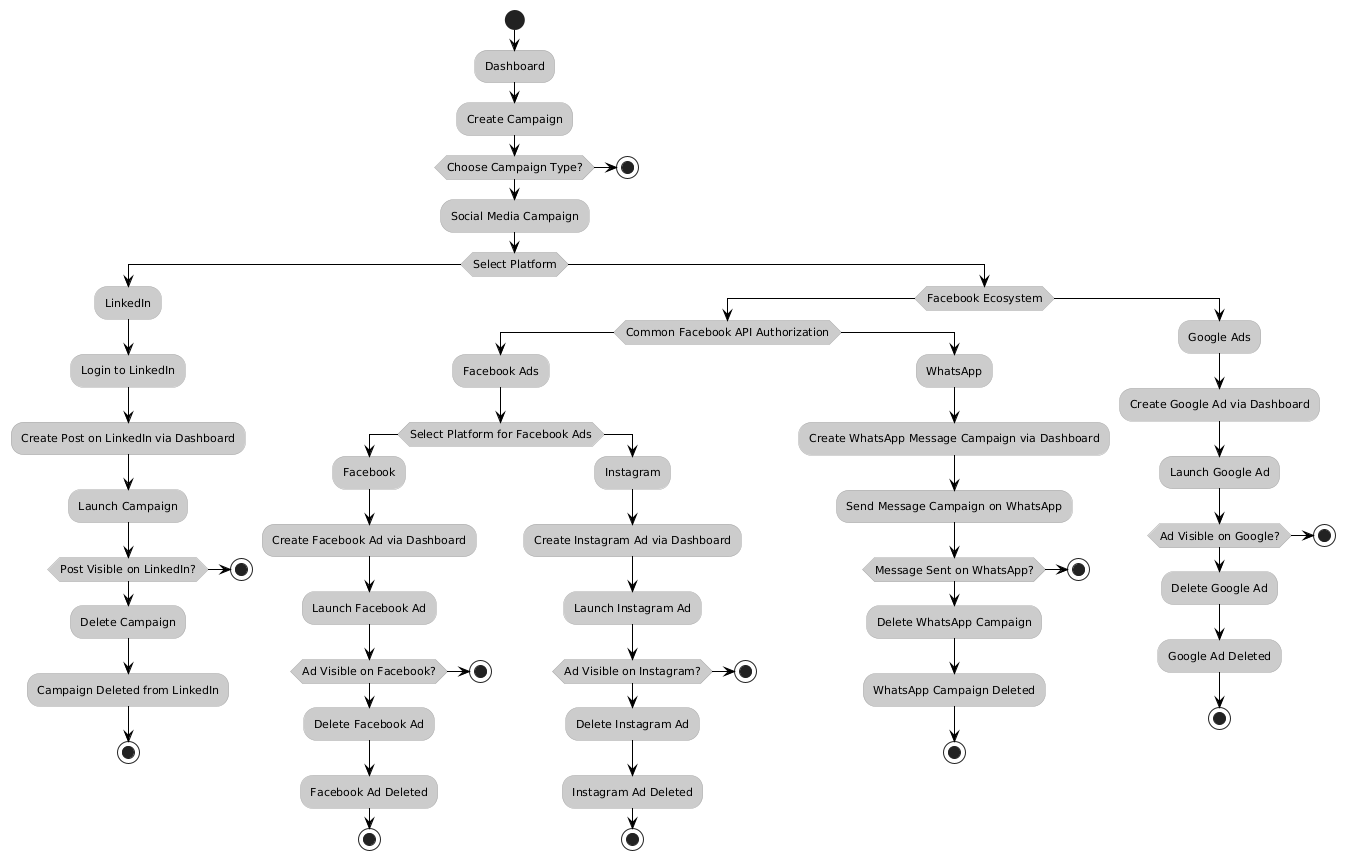 Dashboard
Create Campaign
Choose Campaign Type?
Social Media Campaign
Select Platform
LinkedIn
Login to LinkedIn
Create Post on LinkedIn via Dashboard
Launch Campaign
Post Visible on LinkedIn?
Delete Campaign
Campaign Deleted from LinkedIn
Facebook Ecosystem
Common Facebook API Authorization
Facebook Ads
Select Platform for Facebook Ads
Facebook
Create Facebook Ad via Dashboard
Launch Facebook Ad
Ad Visible on Facebook?
Delete Facebook Ad
Facebook Ad Deleted
Instagram
Create Instagram Ad via Dashboard
Launch Instagram Ad
Ad Visible on Instagram?
Delete Instagram Ad
Instagram Ad Deleted
WhatsApp
Create WhatsApp Message Campaign via Dashboard
Send Message Campaign on WhatsApp
Message Sent on WhatsApp?
Delete WhatsApp Campaign
WhatsApp Campaign Deleted
Google Ads
Create Google Ad via Dashboard
Launch Google Ad
Ad Visible on Google?
Delete Google Ad
Google Ad Deleted